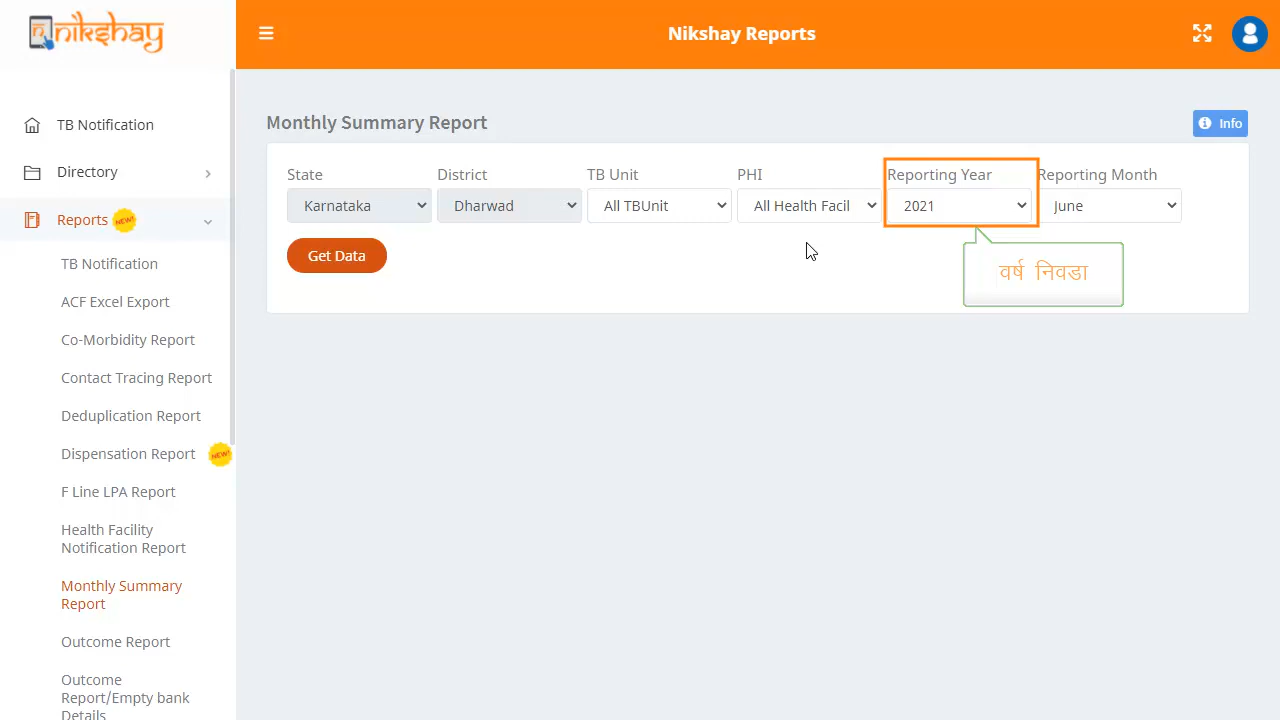 nikshay
Nikshay Reports
TB Notification
Directory
Reports NEW!
TB Notification
ACF Excel Export
Co-Morbidity Report
Contact Tracing Report
Deduplication Report
Dispensation Report NEW!
F Line LPA Report
Health Facility
Notification Report
Monthly Summary
Report
Outcome Report
Outcome
Report/Empty bank
Details
Monthly Summary Report
Info
State District TB Unit PHI Reporting Year Reporting Month
Karnataka Dharwad All TBUnit All Health Facil 2021 June
Get Data
वर्ष निवडा